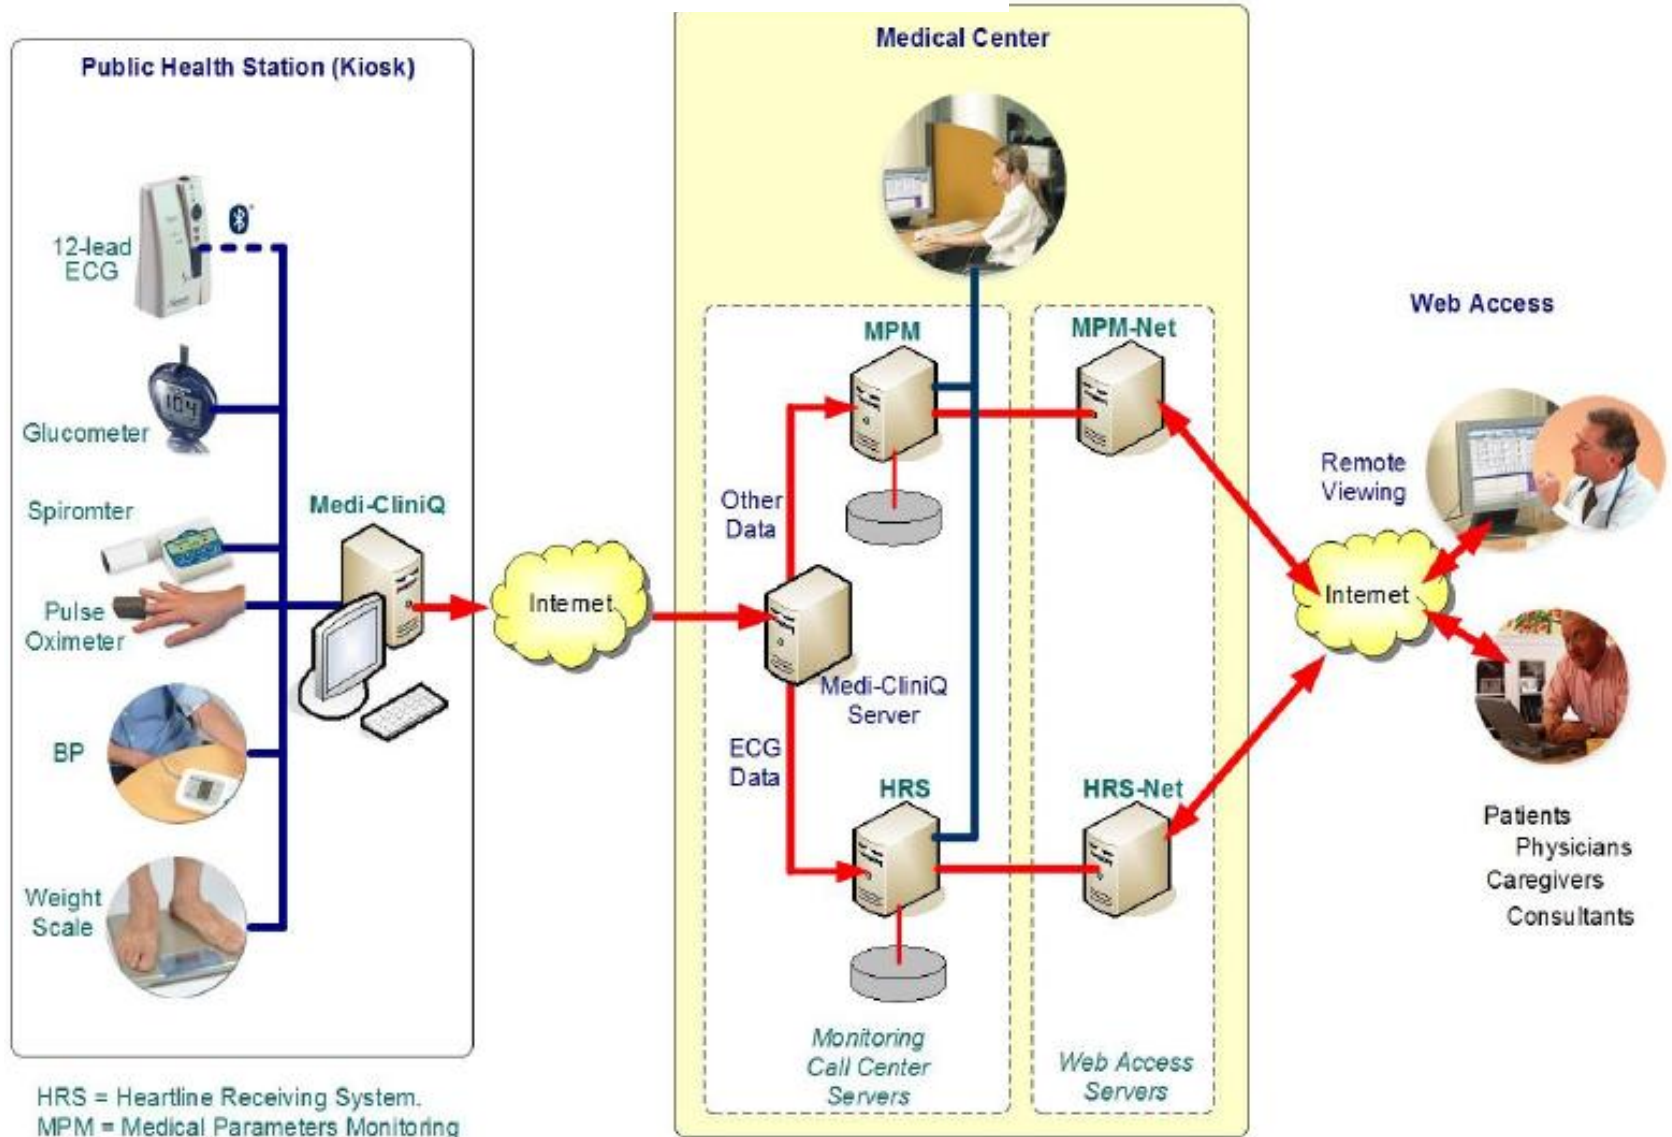 Public Health Station (Kiosk)
12-lead
ECG
Glucometer
Spiromter
Pulse
Oximeter
BP
Weight
Scale
Medi-CliniQ
Internet
Medical Center
MPM
MPM-Net
Other
Data
Medi-CliniQ
Server
ECG
Data
HRS
HRS-Net
Monitoring
Call Center
Servers
Web Access
Servers
Web Access
Remote
Viewing
Internet
Patients
Physicians
Caregivers
Consultants
HRS = Heartline Receiving System.
MPM = Medical Parameters Monitoring
104